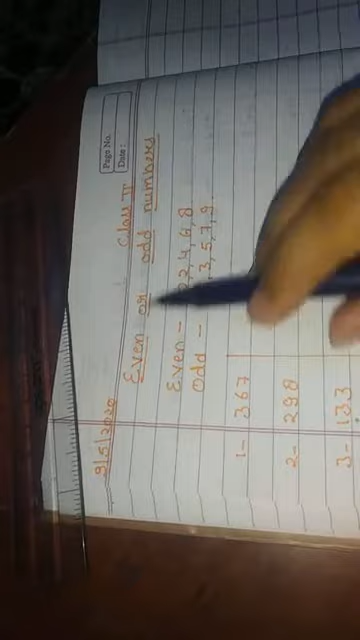 Page No.
Date:
9/5/2020 Class II
Even or odd numbers
Even - ,2,4,6,8
odd - ,3,5,7,9.
1- 367
2- 298
3- 133